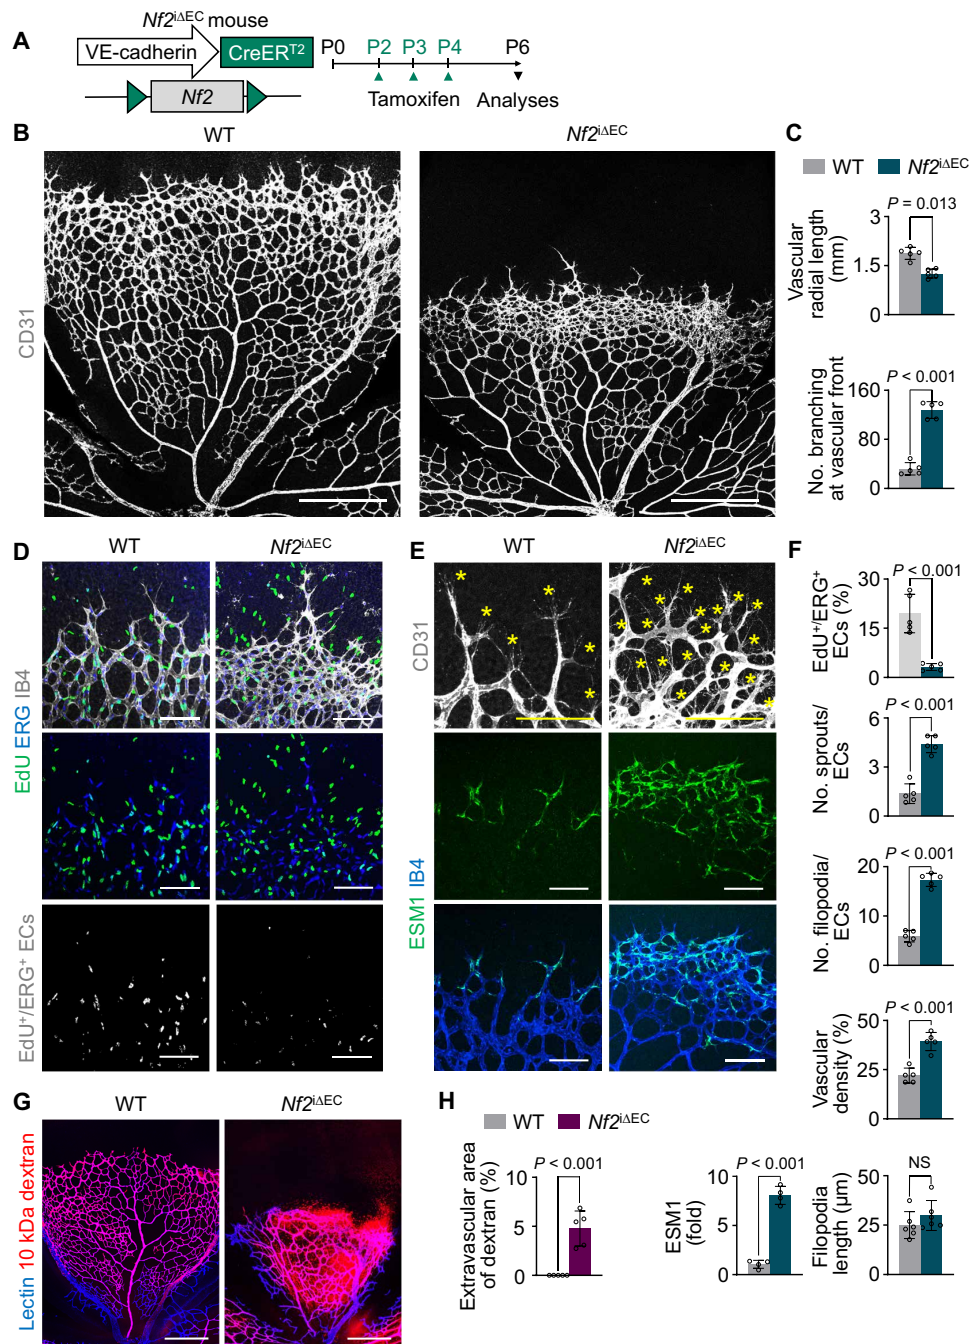 A
Nf2iΔEC mouse
VE-cadherin
CreERT2
Nf2
P0 P2 P3 P4 P6
Tamoxifen
Analyses
B
WT
Nf2iΔEC
CD31
C
WT Nf2iΔEC
P = 0.013
Vascular
radial length
(mm)
3
1.5
0
P < 0.001
No. branching
at vascular front
160
80
0
D
WT
Nf2iΔEC
EdU ERG IB4
EdU+/ERG+ ECs
E
WT
Nf2iΔEC
CD31
* * * * * *
* * * * * * * * * * * * * * * *
ESM1 IB4
F
P < 0.001
EdU+/ERG+
ECs (%)
30
15
0
P < 0.001
No. sprouts/
ECs
6
3
0
P < 0.001
No. filopodia/
ECs
20
10
0
P < 0.001
Vascular
density (%)
50
25
0
NS
Filopodia
length (µm)
50
25
0
G
WT
Nf2iΔEC
Lectin 10 kDa dextran
H
WT Nf2iΔEC
P < 0.001
Extravascular area
of dextran (%)
10
5
0
P < 0.001
ESM1
(fold)
10
5
0